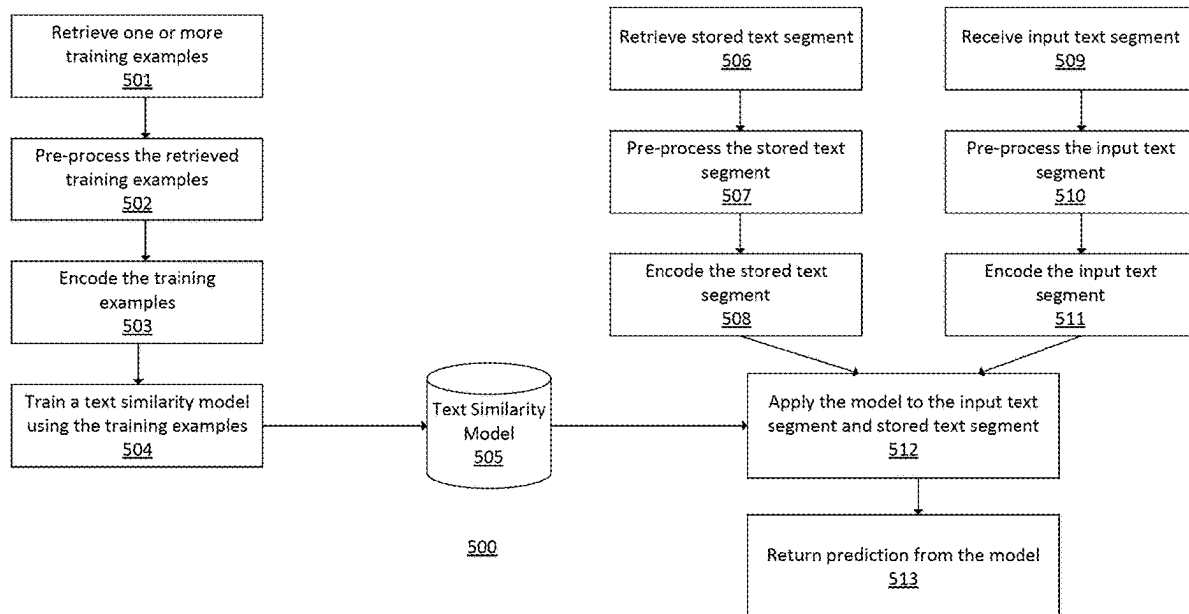 Retrieve one or more
training examples
501
Pre-process the retrieved
training examples
502
Encode the training
examples
503
Train a text similarity model
using the training examples
504
Text Similarity
Model
505
500
Retrieve stored text segment
506
Pre-process the stored text
segment
507
Encode the stored text
segment
508
Receive input text segment
509
Pre-process the input text
segment
510
Encode the input text
segment
511
Apply the model to the input text
segment and stored text segment
512
Return prediction from the model
513